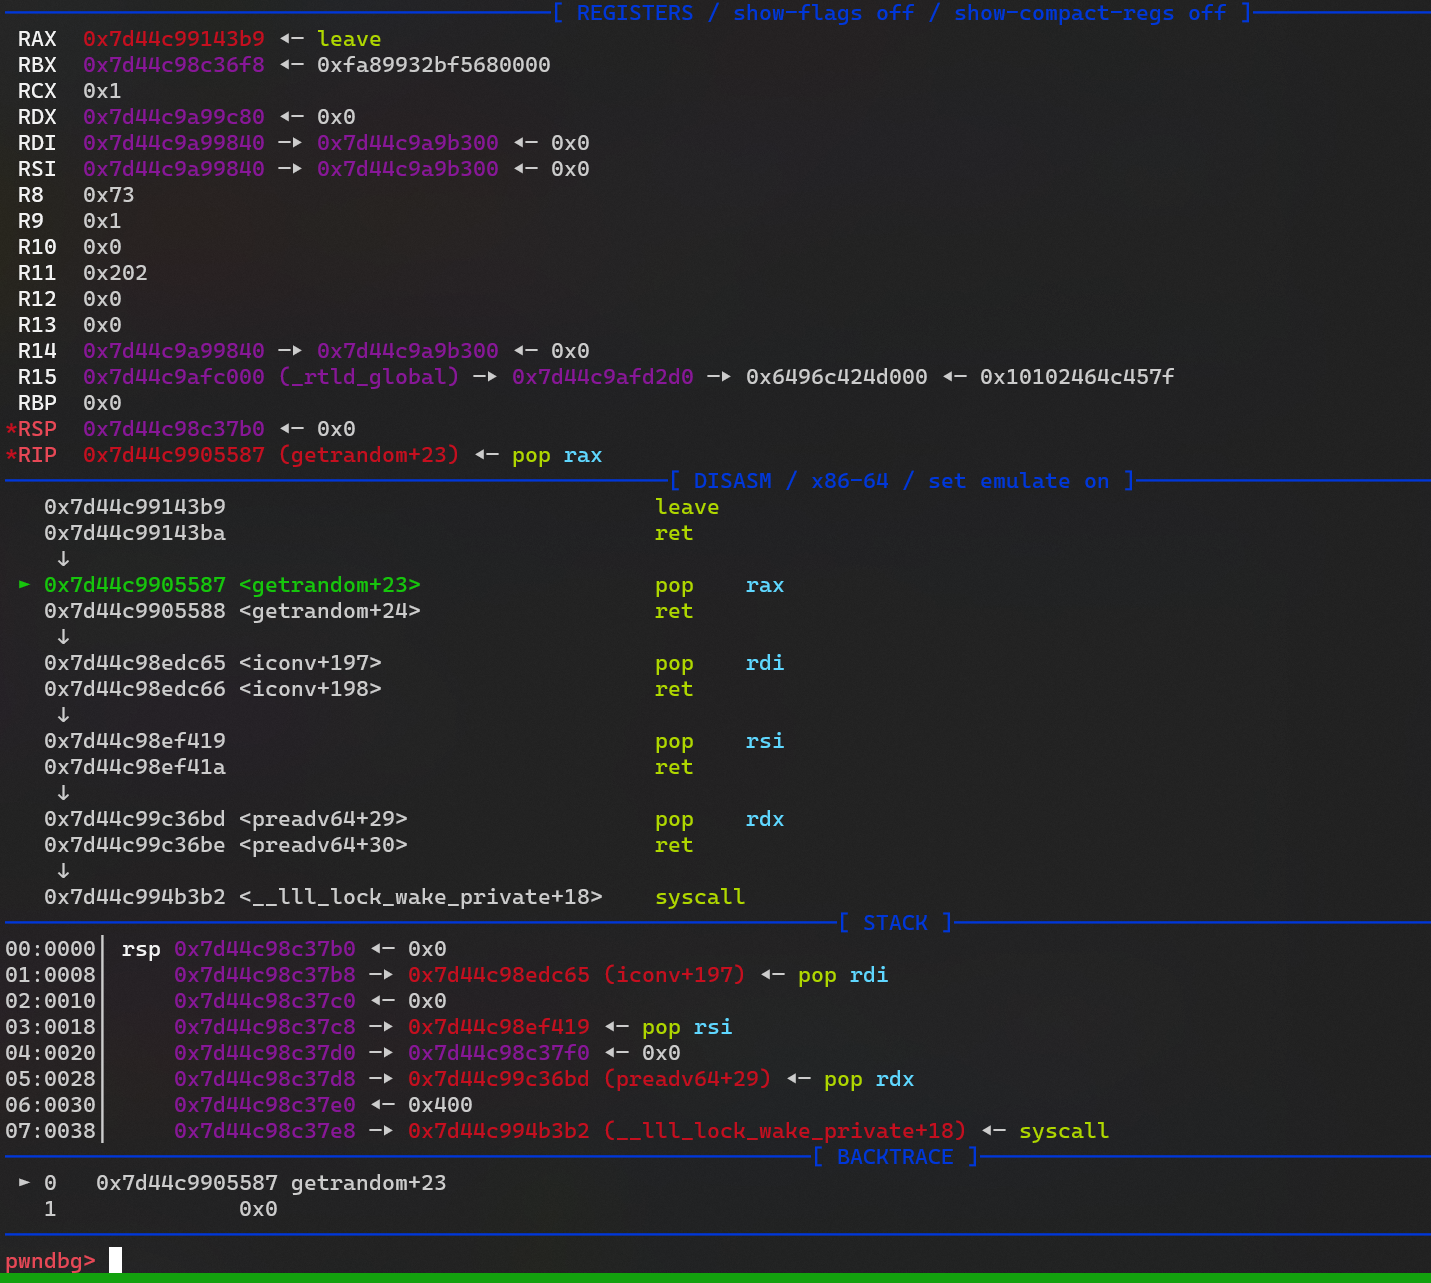 [ REGISTERS / show-flags off / show-compact-regs off ]
RAX 0x7d44c99143b9 ◂— leave
RBX 0x7d44c98c36f8 ◂— 0xfa89932bf5680000
RCX 0x1
RDX 0x7d44c9a99c80 ◂— 0x0
RDI 0x7d44c9a99840 —▸ 0x7d44c9a9b300 ◂— 0x0
RSI 0x7d44c9a99840 —▸ 0x7d44c9a9b300 ◂— 0x0
R8 0x73
R9 0x1
R10 0x0
R11 0x202
R12 0x0
R13 0x0
R14 0x7d44c9a99840 —▸ 0x7d44c9a9b300 ◂— 0x0
R15 0x7d44c9afc000 (_rtld_global) —▸ 0x7d44c9afd2d0 —▸ 0x6496c424d000 ◂— 0x10102464c457f
RBP 0x0
*RSP 0x7d44c98c37b0 ◂— 0x0
*RIP 0x7d44c9905587 (getrandom+23) ◂— pop rax
[ DISASM / x86-64 / set emulate on ]
0x7d44c99143b9 leave
0x7d44c99143ba ret
↓
► 0x7d44c9905587 <getrandom+23> pop rax
0x7d44c9905588 <getrandom+24> ret
↓
0x7d44c98edc65 <iconv+197> pop rdi
0x7d44c98edc66 <iconv+198> ret
↓
0x7d44c98ef419 pop rsi
0x7d44c98ef41a ret
↓
0x7d44c99c36bd <preadv64+29> pop rdx
0x7d44c99c36be <preadv64+30> ret
↓
0x7d44c994b3b2 <__lll_lock_wake_private+18> syscall
[ STACK ]
00:0000│ rsp 0x7d44c98c37b0 ◂— 0x0
01:0008│ 0x7d44c98c37b8 —▸ 0x7d44c98edc65 (iconv+197) ◂— pop rdi
02:0010│ 0x7d44c98c37c0 ◂— 0x0
03:0018│ 0x7d44c98c37c8 —▸ 0x7d44c98ef419 ◂— pop rsi
04:0020│ 0x7d44c98c37d0 —▸ 0x7d44c98c37f0 ◂— 0x0
05:0028│ 0x7d44c98c37d8 —▸ 0x7d44c99c36bd (preadv64+29) ◂— pop rdx
06:0030│ 0x7d44c98c37e0 ◂— 0x400
07:0038│ 0x7d44c98c37e8 —▸ 0x7d44c994b3b2 (__lll_lock_wake_private+18) ◂— syscall
[ BACKTRACE ]
► 0 0x7d44c9905587 getrandom+23
1 0x0
pwndbg>